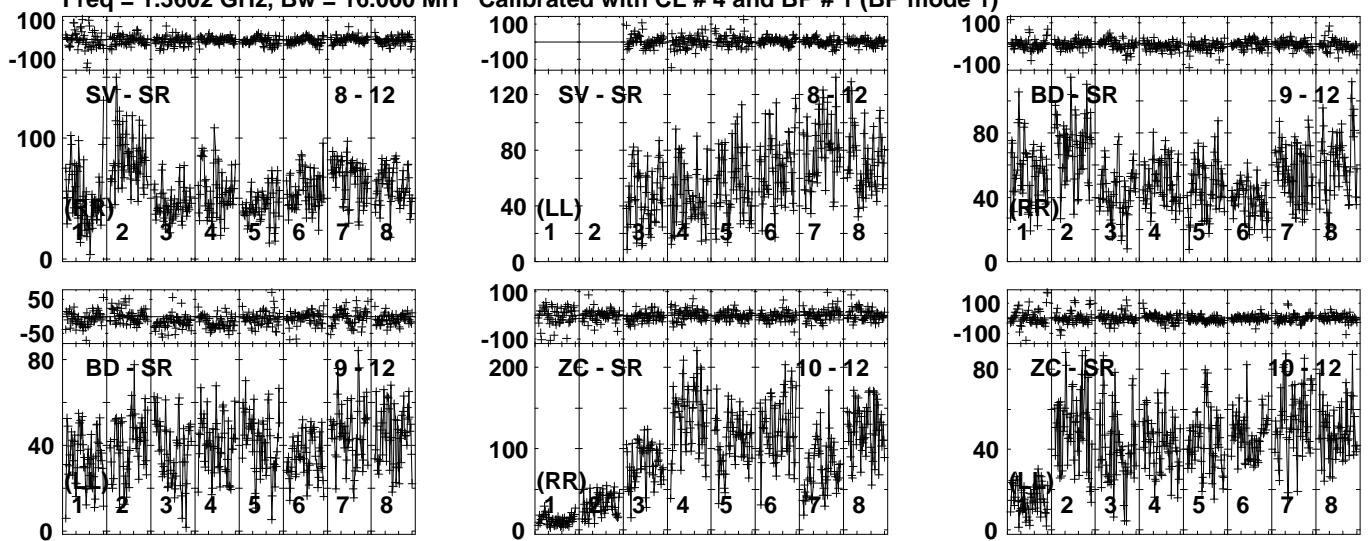 Freq = 1.3602 GHz, Bw = 16.000 MH Calibrated with CL # 4 and BP # 1 (BP mode 1)
100 100 100
-100 -100 -100
SV - SR 8 - 12 SV - SR 8 - 12 BD - SR 9 - 12
120
100 80 80
40 40
(RR) (LL) (RR)
1 2 3 4 5 6 7 8 1 2 3 4 5 6 7 8 1 2 3 4 5 6 7 8
0 0 0
50 100 100
-50 -100 -100
80 BD - SR 9 - 12 200 ZC - SR 10 - 12 80 ZC - SR 10 - 12
40 100 40
(LL) (RR) (LL)
1 2 3 4 5 6 7 8 1 2 3 4 5 6 7 8 1 2 3 4 5 6 7 8
0 0 0